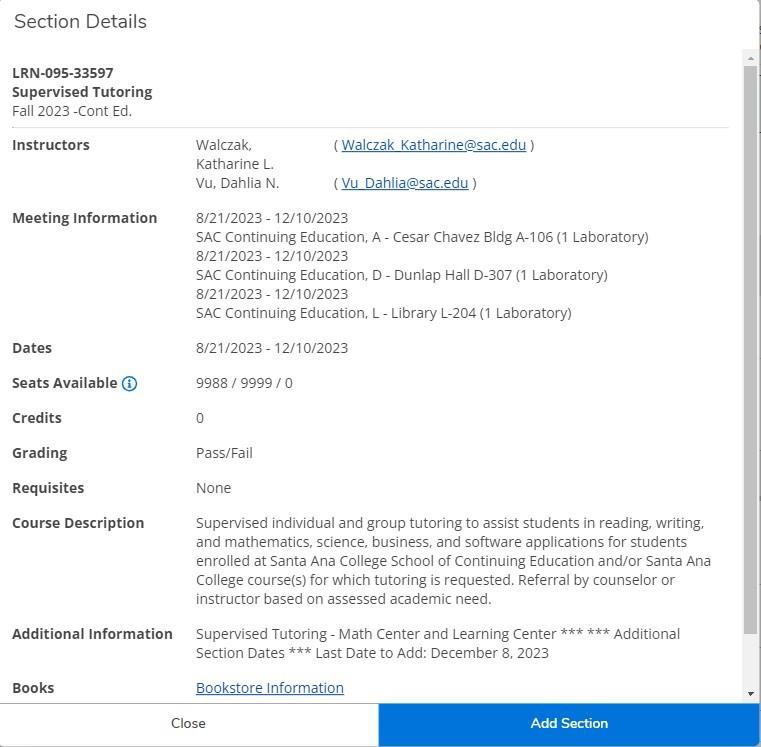 Section Details
LRN-095-33597
Supervised Tutoring
Fall 2023 -Cont Ed.
Instructors
Walczak, ( Walczak_Katharine@sac.edu )
Katharine L.
Vu, Dahlia N. ( Vu_Dahlia@sac.edu )
Meeting Information
8/21/2023 - 12/10/2023
SAC Continuing Education, A - Cesar Chavez Bldg A-106 (1 Laboratory)
8/21/2023 - 12/10/2023
SAC Continuing Education, D - Dunlap Hall D-307 (1 Laboratory)
8/21/2023 - 12/10/2023
SAC Continuing Education, L - Library L-204 (1 Laboratory)
Dates 8/21/2023 - 12/10/2023
Seats Available 9988 / 9999 / 0
Credits 0
Grading Pass/Fail
Requisites None
Course Description
Supervised individual and group tutoring to assist students in reading, writing,
and mathematics, science, business, and software applications for students
enrolled at Santa Ana College School of Continuing Education and/or Santa Ana
College course(s) for which tutoring is requested. Referral by counselor or
instructor based on assessed academic need.
Additional Information
Supervised Tutoring - Math Center and Learning Center *** *** Additional
Section Dates *** Last Date to Add: December 8, 2023
Books Bookstore Information
Close Add Section